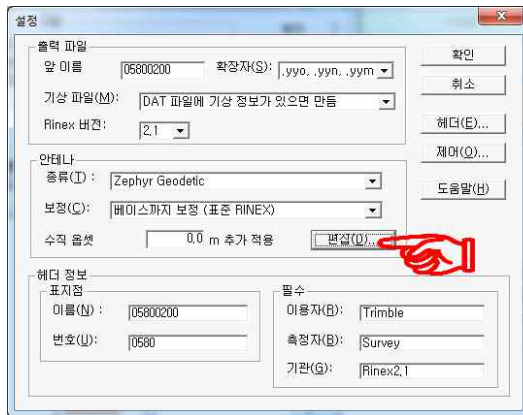 설정
출력 파일
앞 이름 05800200 확장자(S): .yyo, .yyn, .yym
기상 파일(M): DAT 파일에 기상 정보가 있으면 만듬
Rinex 버전: 2.1
안테나
종류(T) : Zephyr Geodetic
보정(C): 베이스까지 보정 (표준 RINEX)
수직 옵셋 0.0 m 추가 적용 편집(D)...
헤더 정보
표지점
이름(N) : 05800200
번호(U): 0580
필수
이용자(R): Trimble
측정자(B): Survey
기관(G): Rinex2.1
확인
취소
헤더(E)...
제어(O)...
도움말(H)